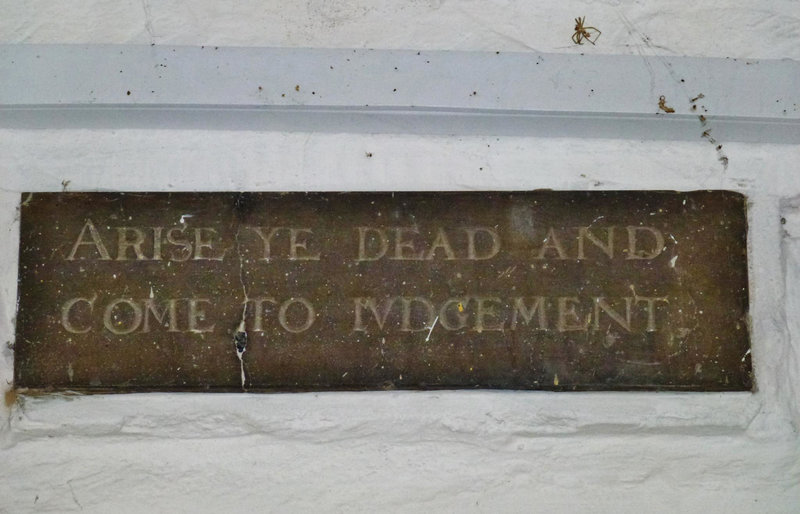 ARISE YE DEAD AND
COME TO IVDGEMENT